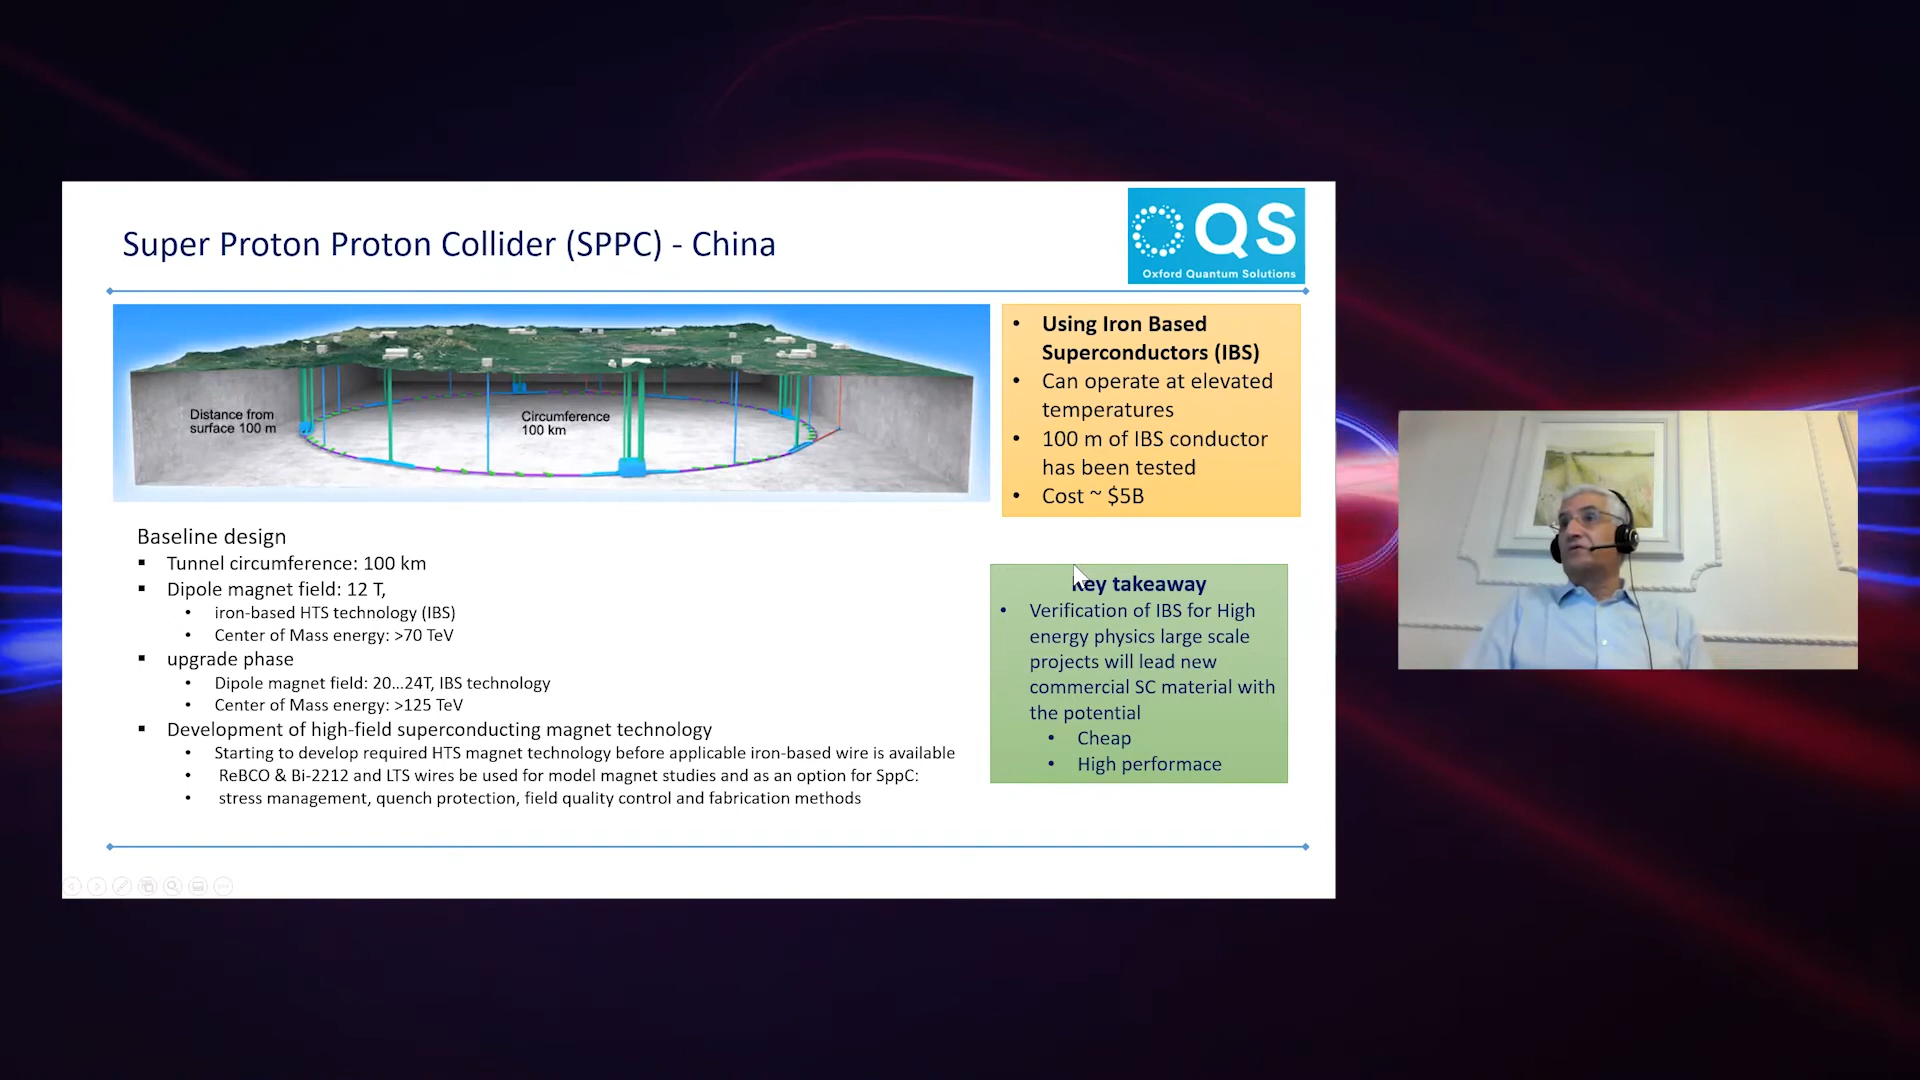 Super Proton Proton Collider (SPPC) - China
QS
Oxford Quantum Solutions
Distance from
surface 100 m
Circumference
100 km
• Using Iron Based
Superconductors (IBS)
• Can operate at elevated
temperatures
• 100 m of IBS conductor
has been tested
• Cost ~ $5B
Baseline design
▪ Tunnel circumference: 100 km
▪ Dipole magnet field: 12 T,
• iron-based HTS technology (IBS)
• Center of Mass energy: >70 TeV
▪ upgrade phase
• Dipole magnet field: 20...24T, IBS technology
• Center of Mass energy: >125 TeV
▪ Development of high-field superconducting magnet technology
• Starting to develop required HTS magnet technology before applicable iron-based wire is available
• ReBCO & Bi-2212 and LTS wires be used for model magnet studies and as an option for SppC:
• stress management, quench protection, field quality control and fabrication methods
Key takeaway
• Verification of IBS for High
energy physics large scale
projects will lead new
commercial SC material with
the potential
• Cheap
• High performace